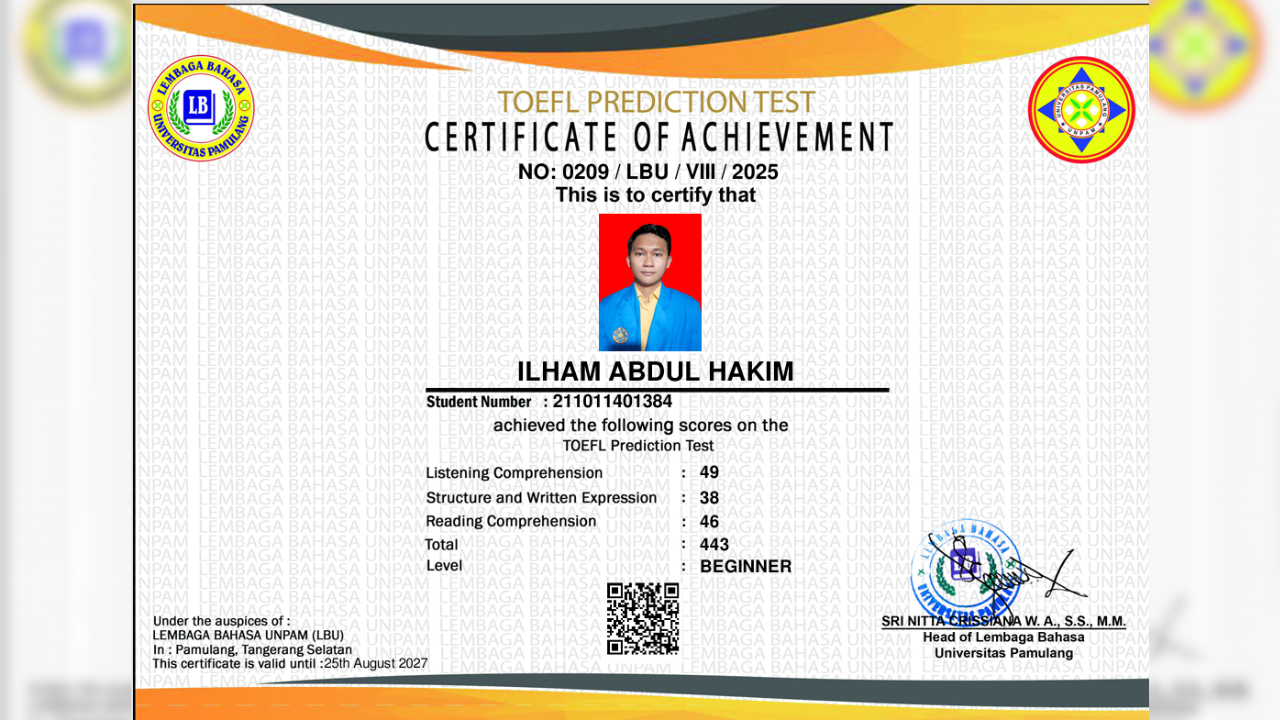 LEMBAGA BAHASA
LB
UNIVERSITAS PAMULANG
UNIVERSITAS PAMULANG
UNPAM
TOEFL PREDICTION TEST
CERTIFICATE OF ACHIEVEMENT
NO: 0209 / LBU / VIII / 2025
This is to certify that
ILHAM ABDUL HAKIM
Student Number : 211011401384
achieved the following scores on the
TOEFL Prediction Test
Listening Comprehension : 49
Structure and Written Expression : 38
Reading Comprehension : 46
Total : 443
Level : BEGINNER
Under the auspices of :
LEMBAGA BAHASA UNPAM (LBU)
In : Pamulang, Tangerang Selatan
This certificate is valid until :25th August 2027
LEMBAGA BAHASA
UNIVERSITAS PAMULANG
SRI NITTA CRISSIANA W. A., S.S., M.M.
Head of Lembaga Bahasa
Universitas Pamulang